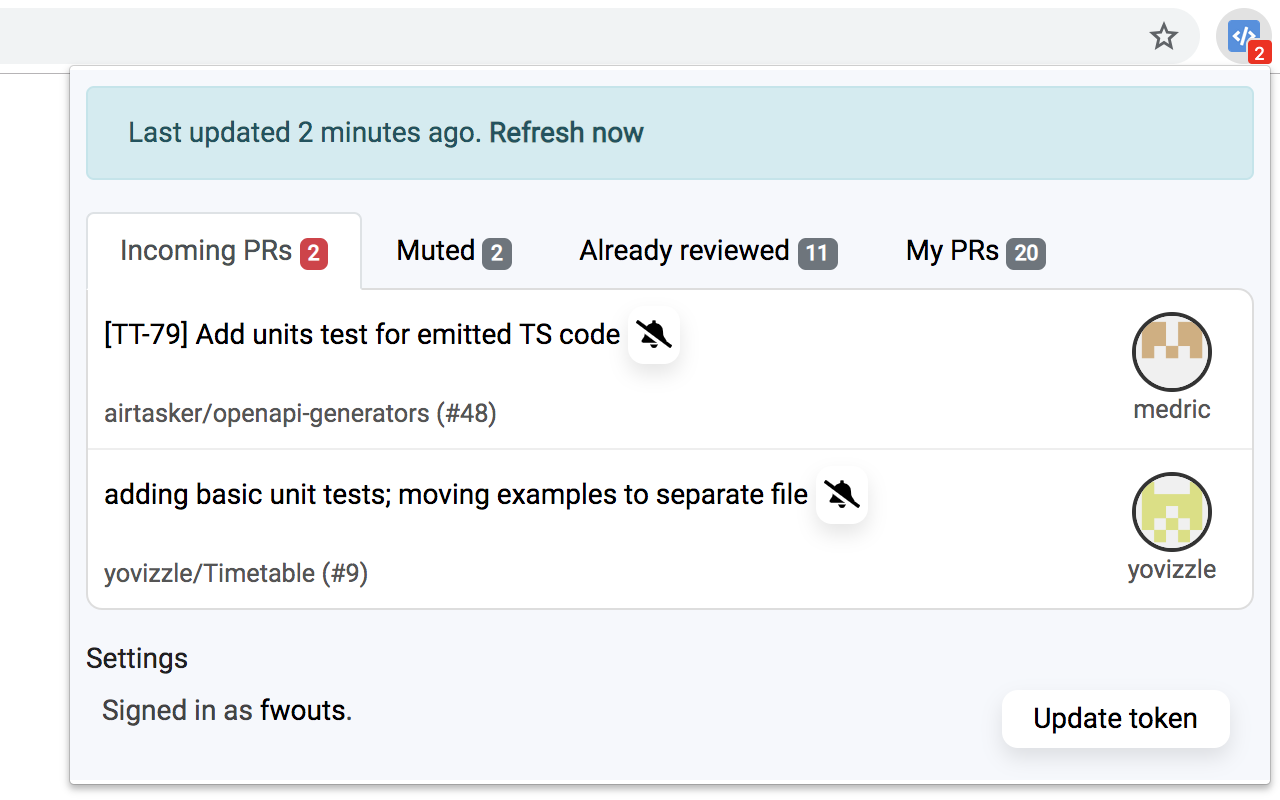 </> 2
Last updated 2 minutes ago. Refresh now
Incoming PRs 2 Muted 2 Already reviewed 11 My PRs 20
[TT-79] Add units test for emitted TS code
airtasker/openapi-generators (#48)
medric
adding basic unit tests; moving examples to separate file
yovizzle/Timetable (#9)
yovizzle
Settings
Signed in as fwouts.
Update token